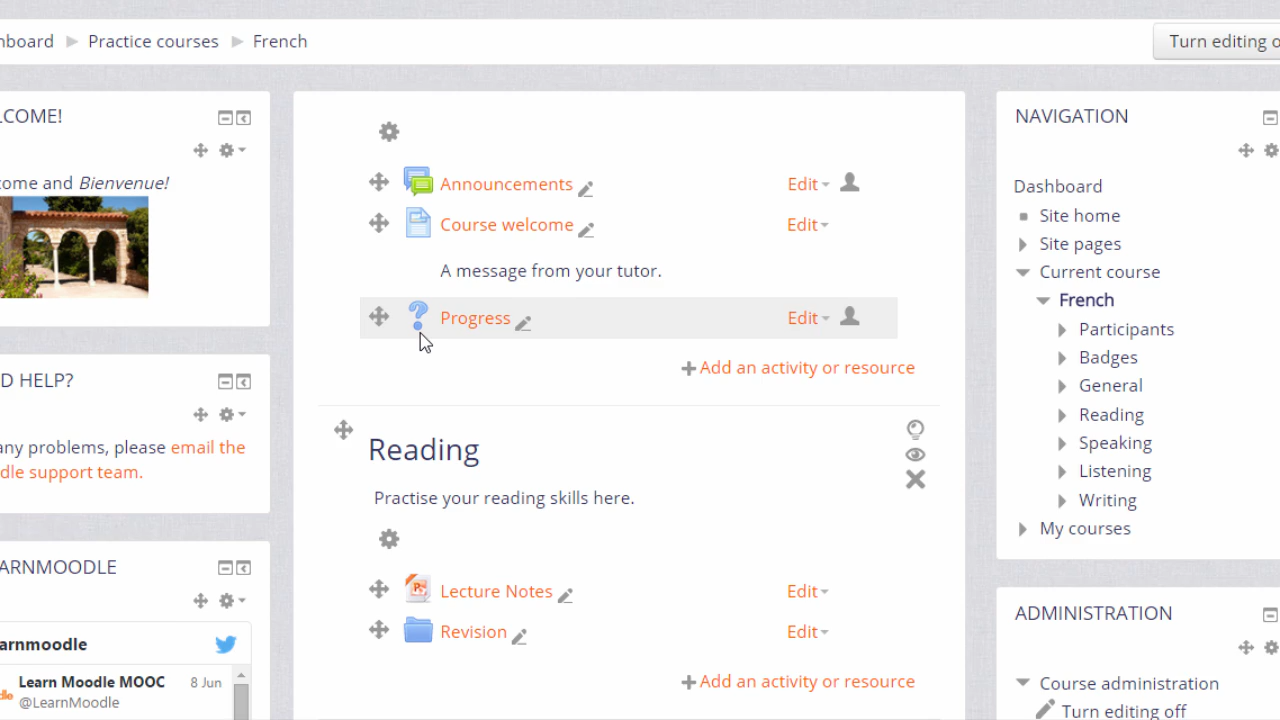 nboard ▶ Practice courses ▶ French
Turn editing o
LCOME!
ome and Bienvenue!
D HELP?
any problems, please email the
dle support team.
ARNMOODLE
arnmoodle
Learn Moodle MOOC 8 Jun
@LearnMoodle
Announcements Edit
Course welcome Edit
A message from your tutor.
Progress Edit
Add an activity or resource
Reading
Practise your reading skills here.
Lecture Notes Edit
Revision Edit
Add an activity or resource
NAVIGATION
Dashboard
Site home
Site pages
Current course
French
Participants
Badges
General
Reading
Speaking
Listening
Writing
My courses
ADMINISTRATION
Course administration
Turn editing off